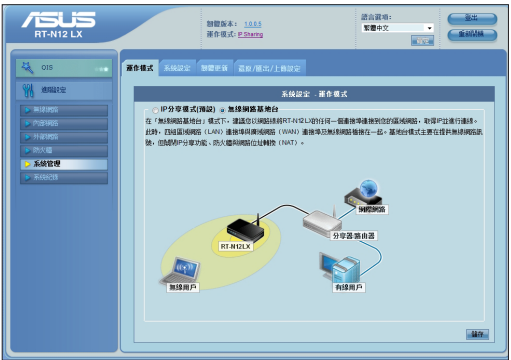 ASUS
RT-N12 LX
韌體版本: 1.0.0.5
運作模式: IP Sharing
語言選項:
繁體中文
登出
重新開機
QIS
進階設定
無線網路
內部網路
外部網路
防火牆
系統管理
系統紀錄
運作模式
系統設定
韌體更新
還原/匯出/上傳設定
系統設定 - 運作模式
IP分享模式(預設)
無線網路基地台
在「無線網路基地台」模式下，建議您以網路線將RT-N12LX的任何一個連接埠連接到您的區域網路，取得IP並進行連線。
此時，四組區域網路（LAN）連接埠與廣域網路（WAN）連接埠及無線網路橋接在一起。基地台模式主要在提供無線網路訊
號，但關閉IP分享功能、防火牆與網路位址轉換（NAT）。
網際網路
分享器/路由器
RT-N12LX
無線用戶
有線用戶
儲存